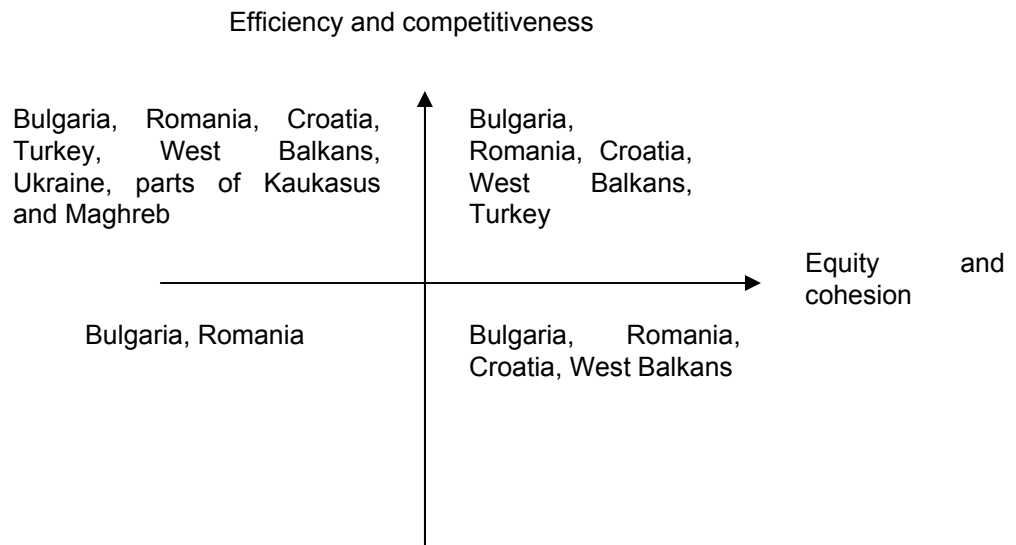 Efficiency and competitiveness
Bulgaria, Romania, Croatia,
Turkey, West Balkans,
Ukraine, parts of Kaukasus
and Maghreb
Bulgaria,
Romania, Croatia,
West Balkans,
Turkey
Equity and
cohesion
Bulgaria, Romania
Bulgaria, Romania,
Croatia, West Balkans